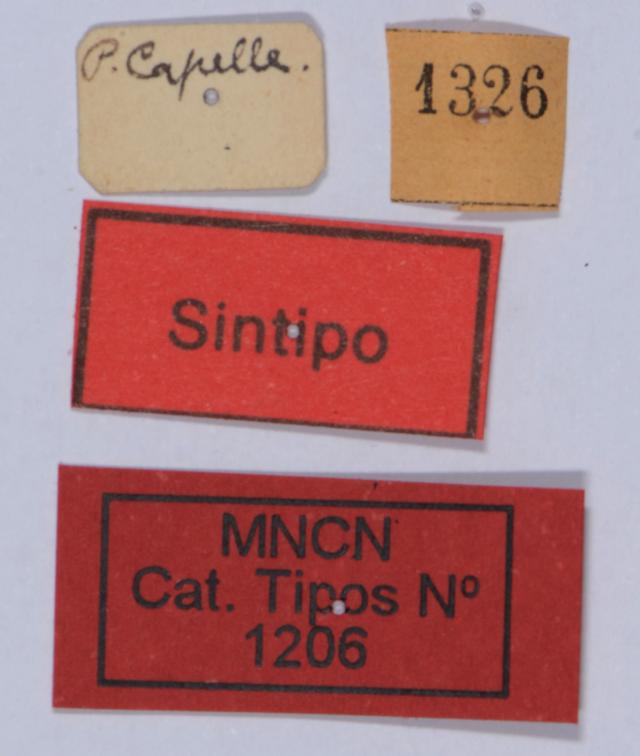 P. Capelle.
1326
Sintipo
MNCN
Cat. Tipos Nº
1206